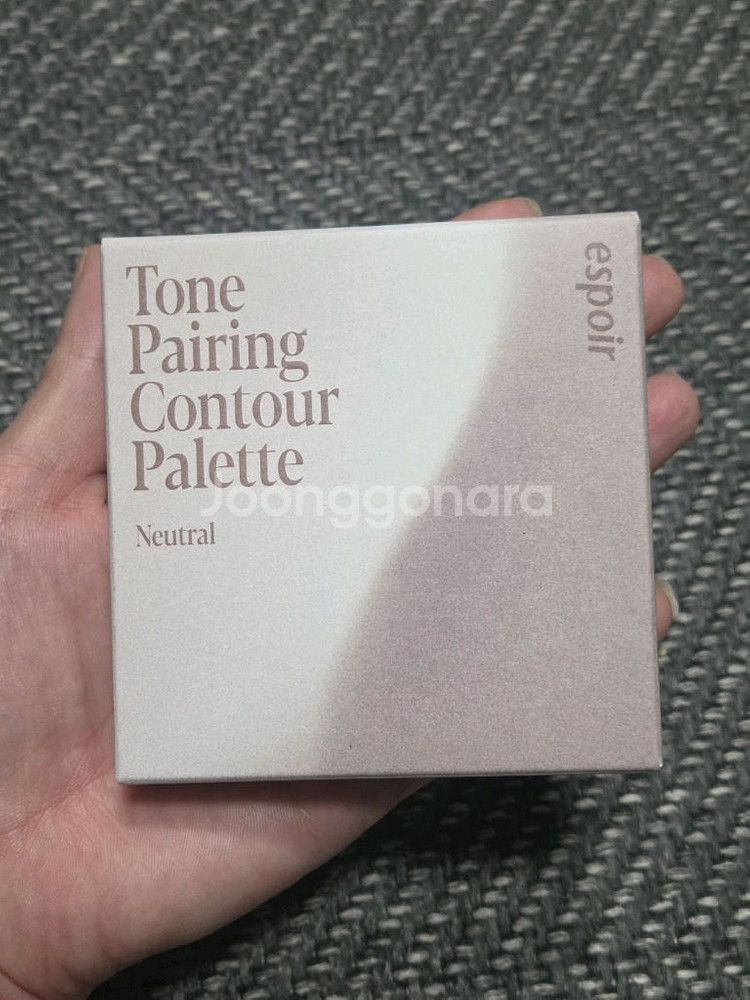 Tone
Pairing
Contour
Palette
Neutral
espoir
Joonggonara